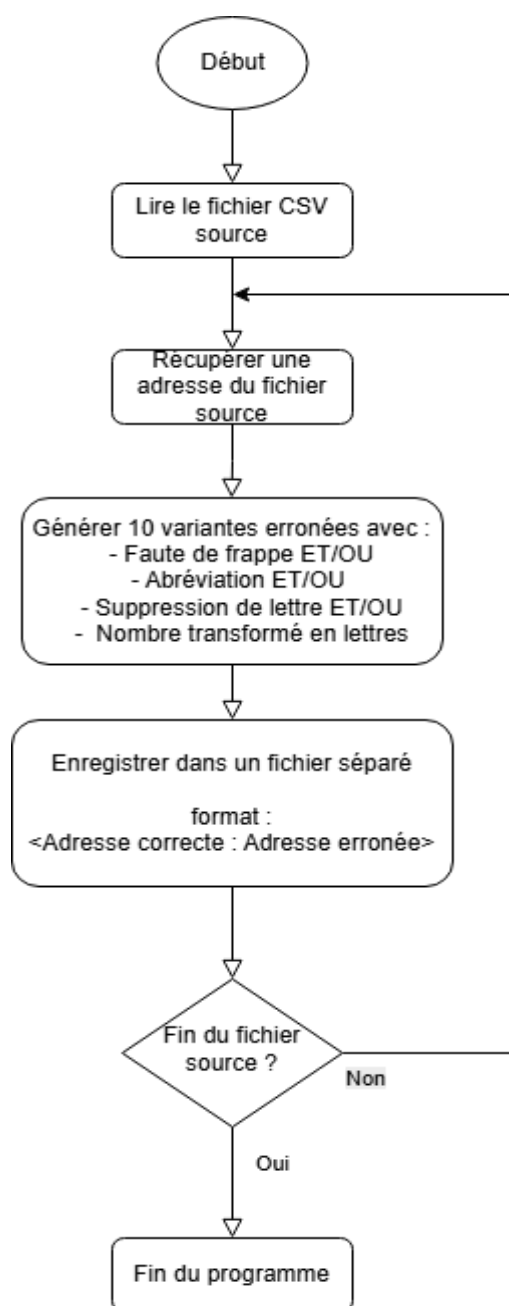 Début
Lire le fichier CSV
source
Récupérer une
adresse du fichier
source
Générer 10 variantes erronées avec :
- Faute de frappe ET/OU
- Abréviation ET/OU
- Suppression de lettre ET/OU
- Nombre transformé en lettres
Enregistrer dans un fichier séparé
format :
<Adresse correcte : Adresse erronée>
Fin du fichier
source ?
Non
Oui
Fin du programme